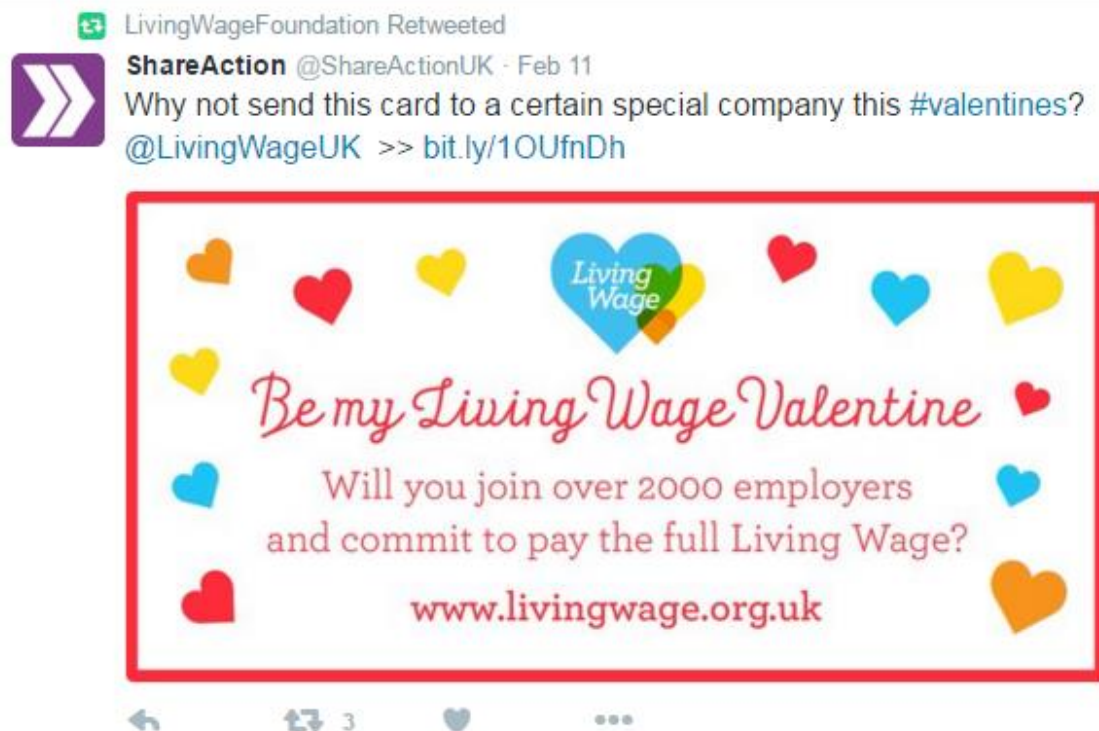 LivingWageFoundation Retweeted
ShareAction @ShareActionUK · Feb 11
Why not send this card to a certain special company this #valentines?
@LivingWageUK >> bit.ly/1OUfnDh
Living
Wage
Be my Living Wage Valentine
Will you join over 2000 employers
and commit to pay the full Living Wage?
www.livingwage.org.uk
3